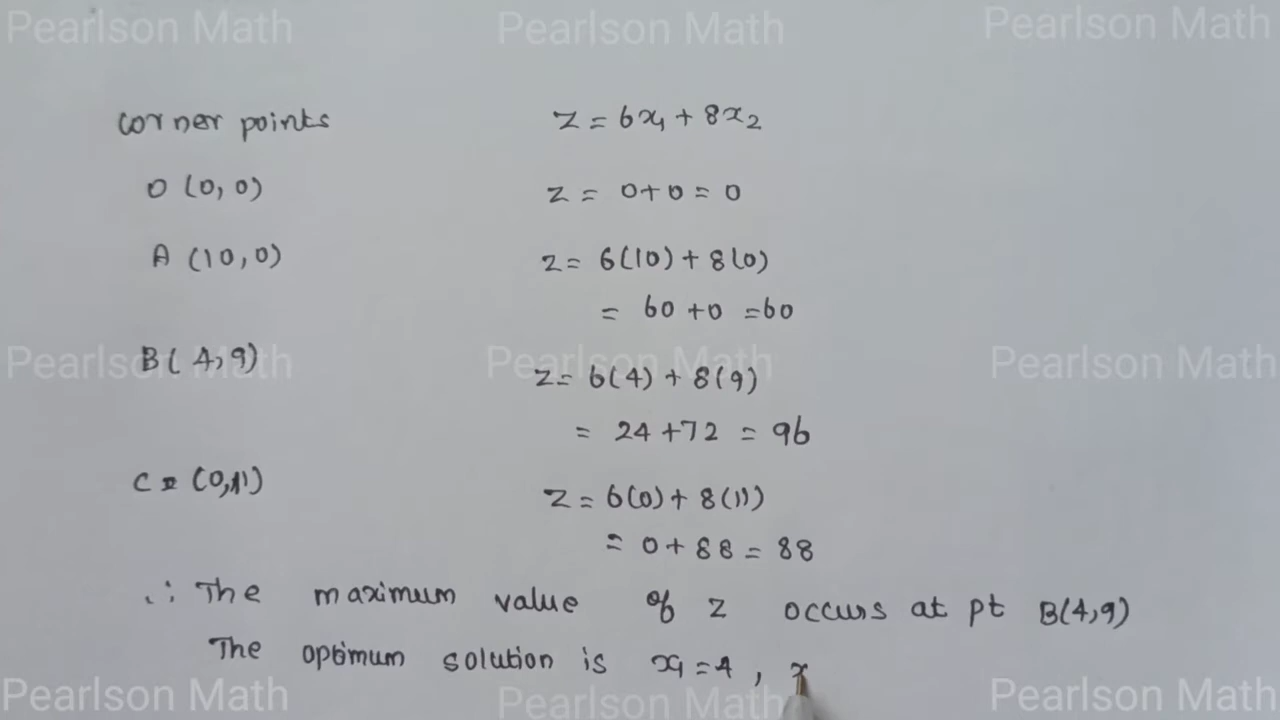 Pearlson Math Pearlson Math Pearlson Math
Corner points Z = 6x₁ + 8x₂
O (0, 0) Z = 0+0 = 0
A (10, 0) Z = 6(10) + 8(0)
= 60 +0 =60
B( 4, 9)
Pearlson Math Pearlson Math Pearlson Math
Z = 6(4) + 8(9)
= 24 +72 = 96
C = (0,11) Z = 6(0) + 8(11)
= 0 + 88 = 88
∴ The maximum value of Z occurs at pt B(4,9)
The optimum solution is x₁ = 4 , x
Pearlson Math Pearlson Math Pearlson Math